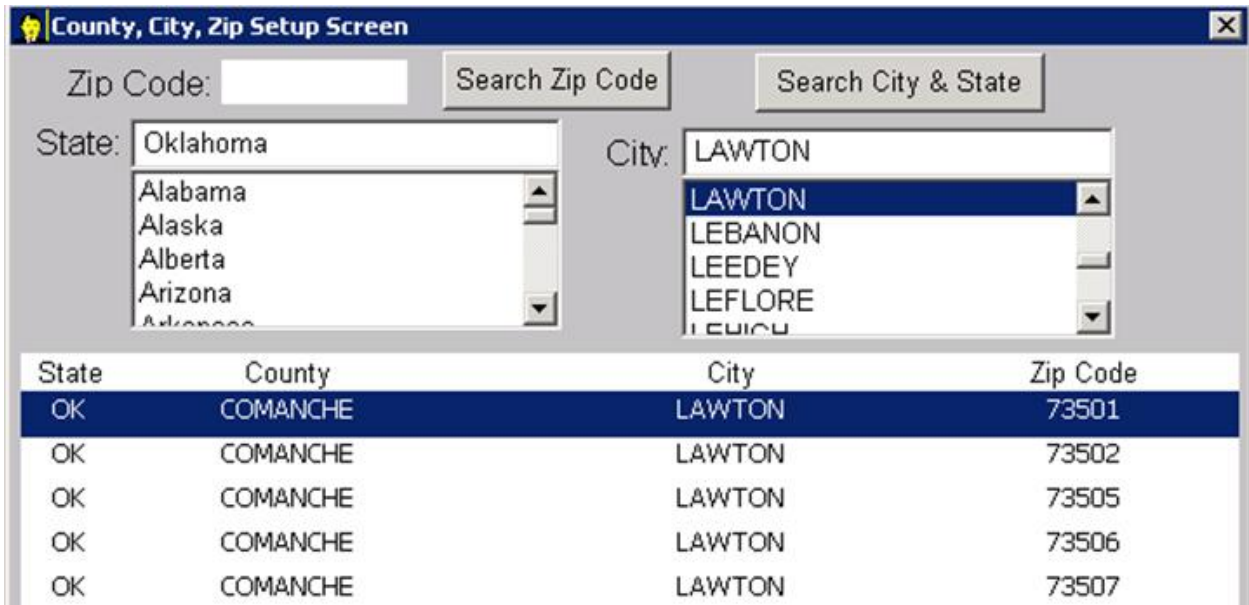 County, City, Zip Setup Screen
Zip Code: Search Zip Code Search City & State
State: Oklahoma City: LAWTON
Alabama LAWTON
Alaska LEBANON
Alberta LEEDEY
Arizona LEFLORE
Arkansas LEHIGH
State County City Zip Code
OK COMANCHE LAWTON 73501
OK COMANCHE LAWTON 73502
OK COMANCHE LAWTON 73505
OK COMANCHE LAWTON 73506
OK COMANCHE LAWTON 73507